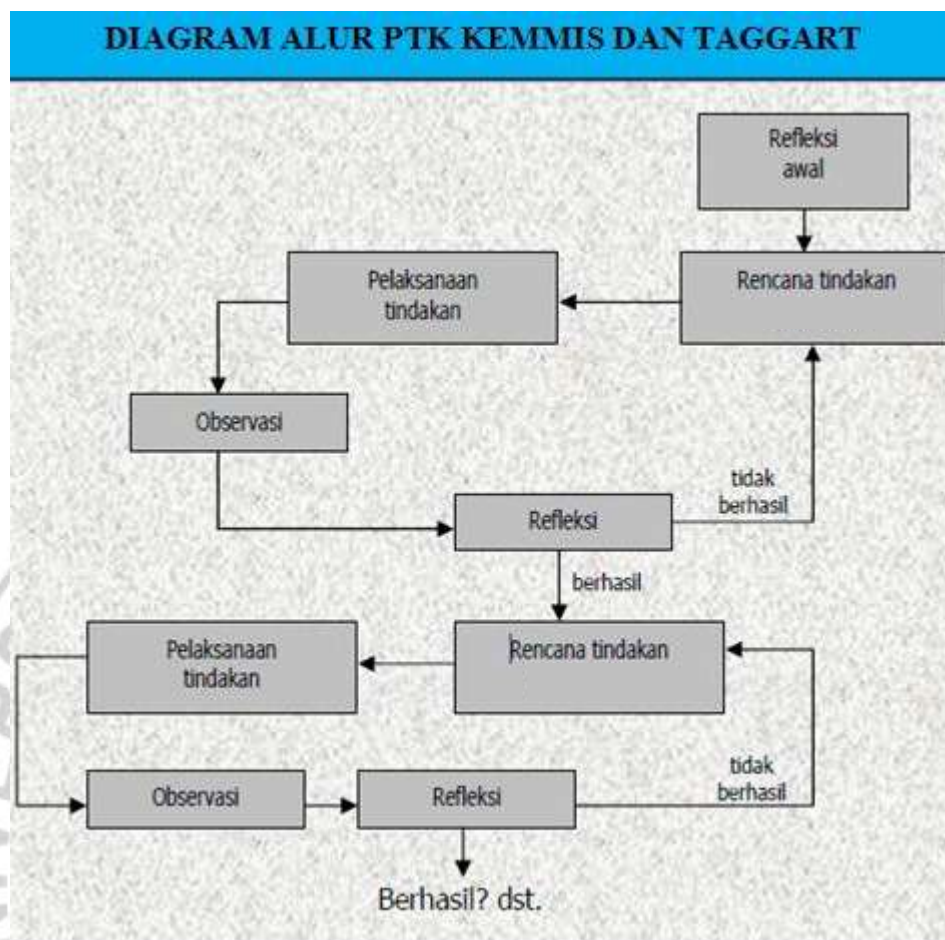 DIAGRAM ALUR PTK KEMMIS DAN TAGGART
Refleksi
awal
Rencana tindakan
Pelaksanaan
tindakan
Observasi
Refleksi
tidak
berhasil
berhasil
Rencana tindakan
Pelaksanaan
tindakan
Observasi
Refleksi
tidak
berhasil
Berhasil? dst.